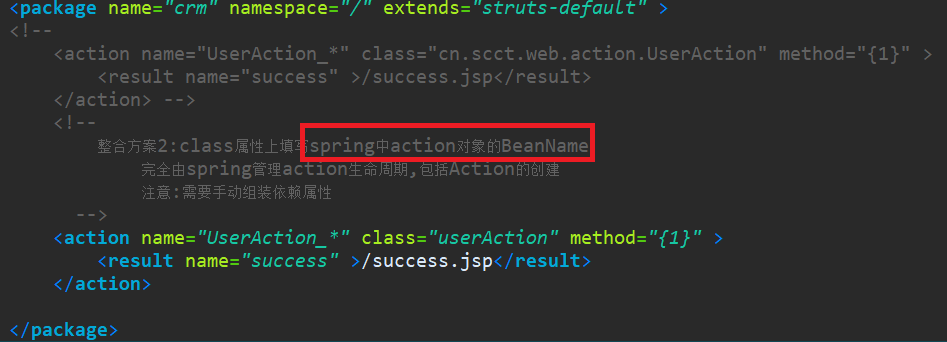 <package name="crm" namespace="/" extends="struts-default" >
<!--
    <action name="UserAction_*" class="cn.scct.web.action.UserAction" method="{1}" >
        <result name="success" >/success.jsp</result>
    </action> -->
    <!--
        整合方案2:class属性上填写spring中action对象的BeanName
            完全由spring管理action生命周期,包括Action的创建
            注意:需要手动组装依赖属性
      -->
    <action name="UserAction_*" class="userAction" method="{1}" >
        <result name="success" >/success.jsp</result>
    </action>
</package>